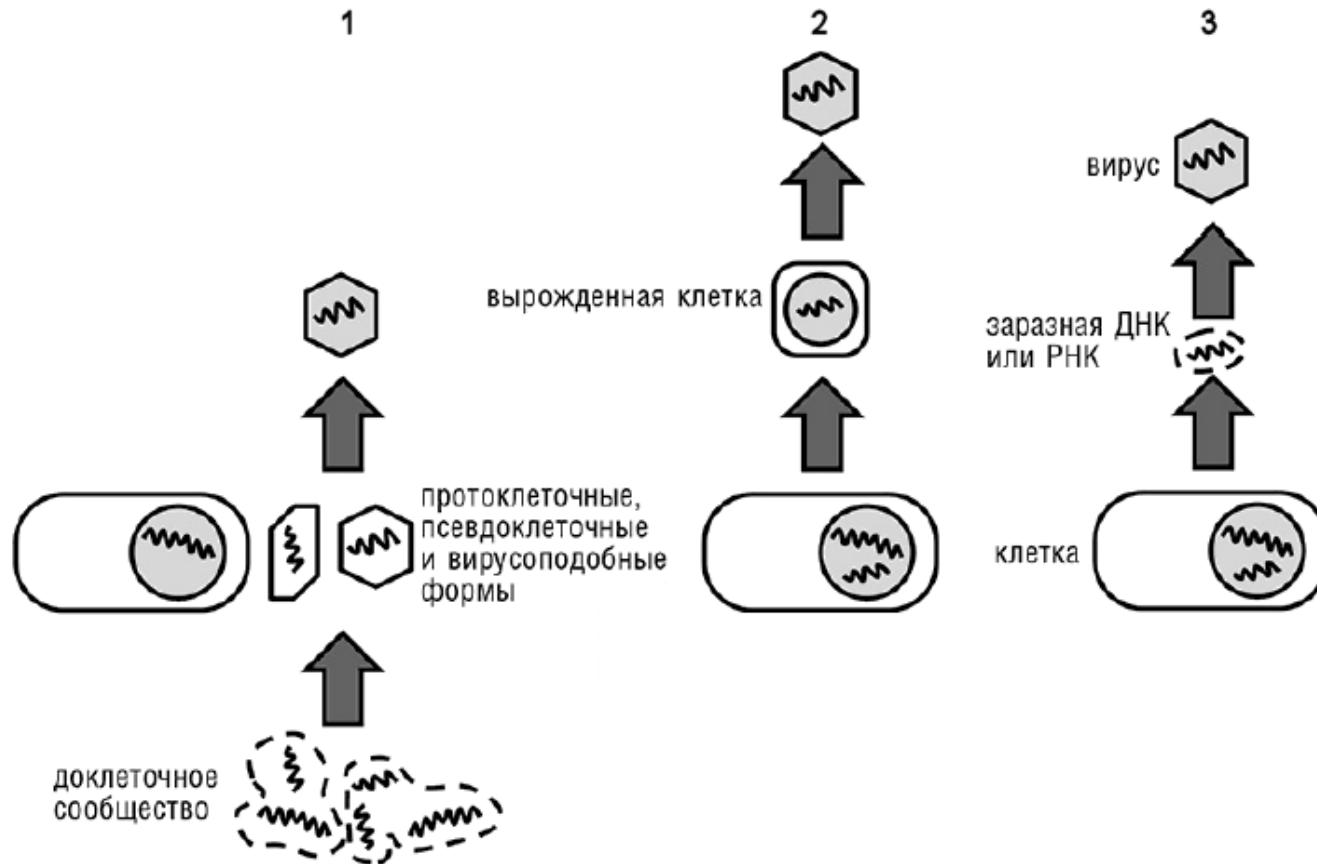 1
2
3
вирус
вырожденная клетка
заразная ДНК
или РНК
протоклеточные,
псевдоклеточные
и вирусоподобные
формы
клетка
доклеточное
сообщество